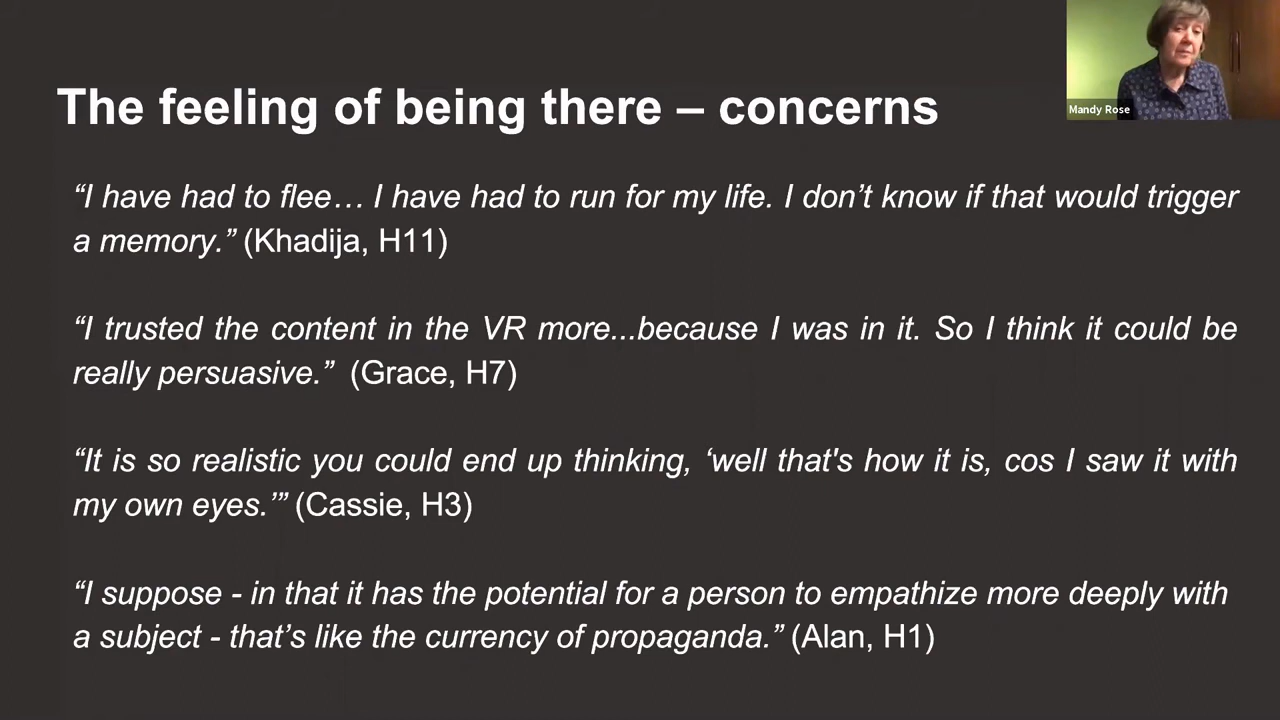 Mandy Rose
The feeling of being there – concerns
“I have had to flee… I have had to run for my life. I don’t know if that would trigger
a memory.” (Khadija, H11)
“I trusted the content in the VR more...because I was in it. So I think it could be
really persuasive.” (Grace, H7)
“It is so realistic you could end up thinking, ‘well that's how it is, cos I saw it with
my own eyes.’” (Cassie, H3)
“I suppose - in that it has the potential for a person to empathize more deeply with
a subject - that’s like the currency of propaganda.” (Alan, H1)